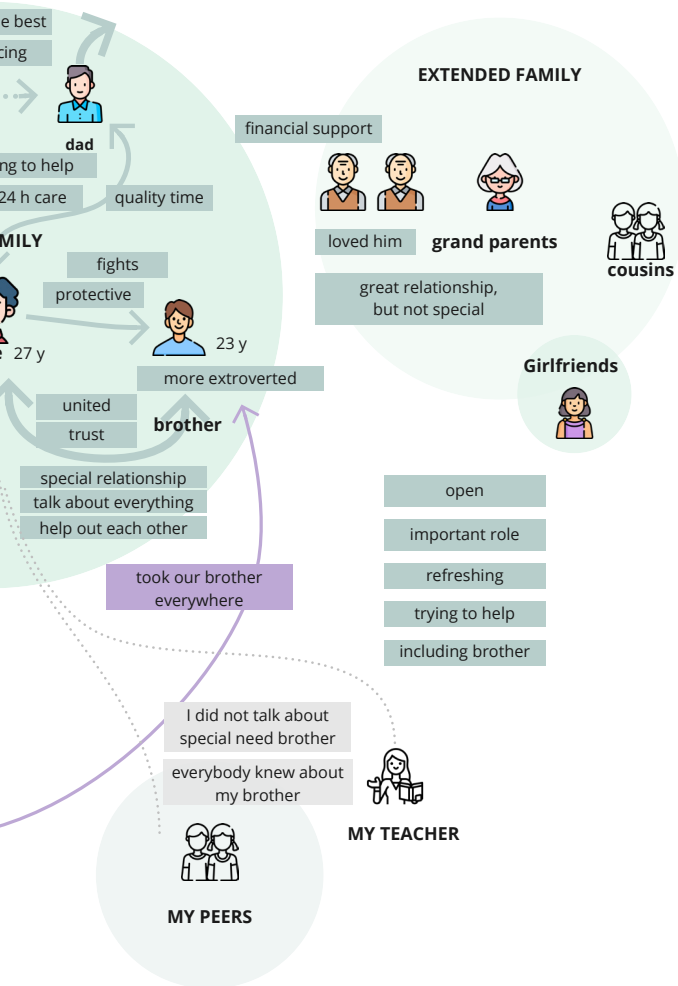 e best
cing
dad
ng to help
24 h care
quality time
MILY
fights
protective
e 27 y
23 y
more extroverted
united
trust
brother
special relationship
talk about everything
help out each other
EXTENDED FAMILY
financial support
loved him
grand parents
cousins
great relationship,
but not special
Girlfriends
open
important role
refreshing
trying to help
including brother
took our brother
everywhere
I did not talk about
special need brother
everybody knew about
my brother
MY TEACHER
MY PEERS